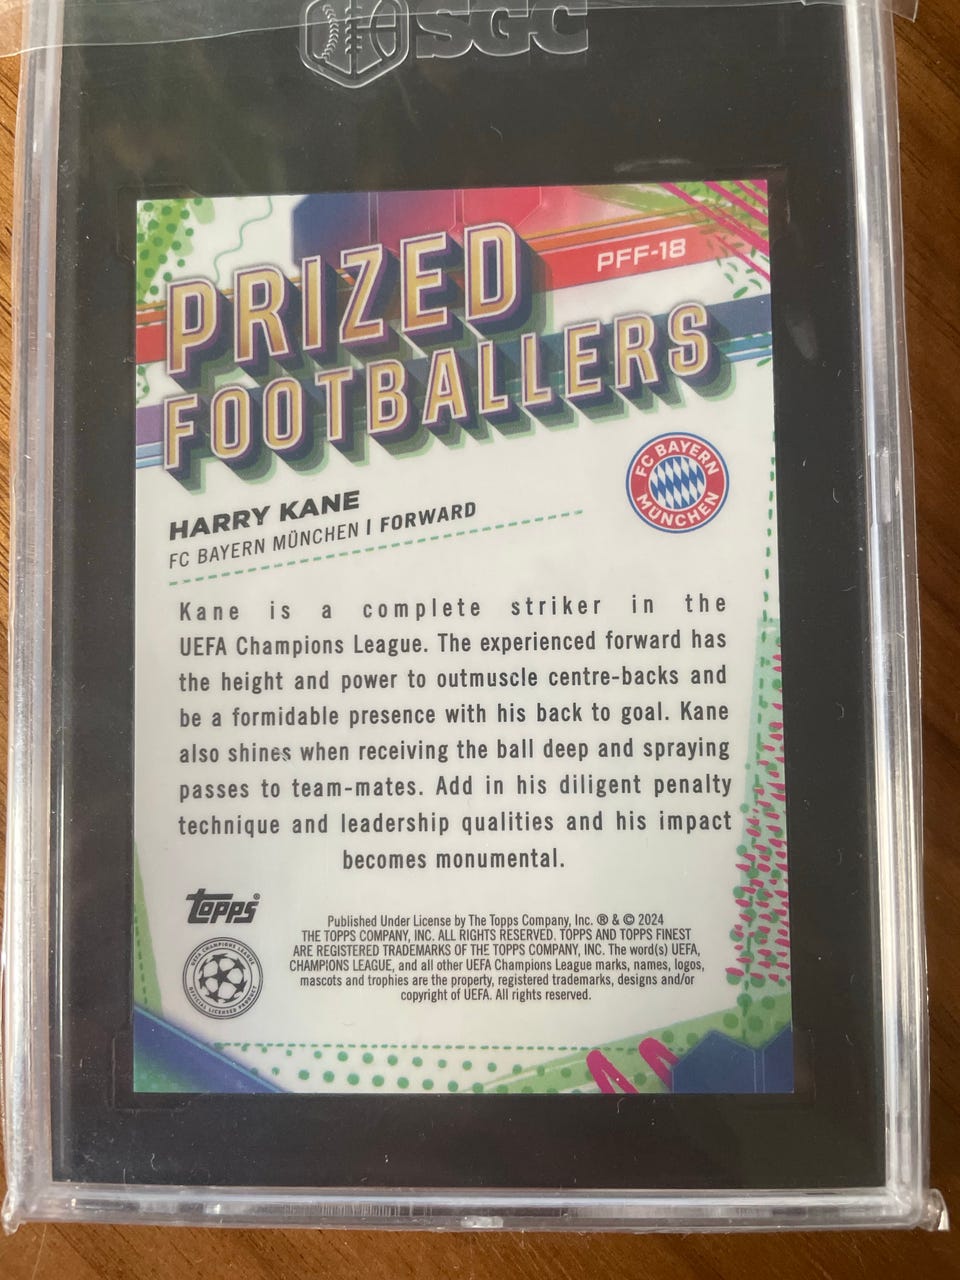 SGC
PFF-18
PRIZED
FOOTBALLERS
FC BAYERN
MÜNCHEN
HARRY KANE
FC BAYERN MÜNCHEN | FORWARD
Kane is a complete striker in the
UEFA Champions League. The experienced forward has
the height and power to outmuscle centre-backs and
be a formidable presence with his back to goal. Kane
also shines when receiving the ball deep and spraying
passes to team-mates. Add in his diligent penalty
technique and leadership qualities and his impact
becomes monumental.
Topps®
UEFA CHAMPIONS LEAGUE
OFFICIAL LICENSED PRODUCT
Published Under License by The Topps Company, Inc. ® & © 2024
THE TOPPS COMPANY, INC. ALL RIGHTS RESERVED. TOPPS AND TOPPS FINEST
ARE REGISTERED TRADEMARKS OF THE TOPPS COMPANY, INC. The word(s) UEFA,
CHAMPIONS LEAGUE, and all other UEFA Champions League marks, names, logos,
mascots and trophies are the property, registered trademarks, designs and/or
copyright of UEFA. All rights reserved.